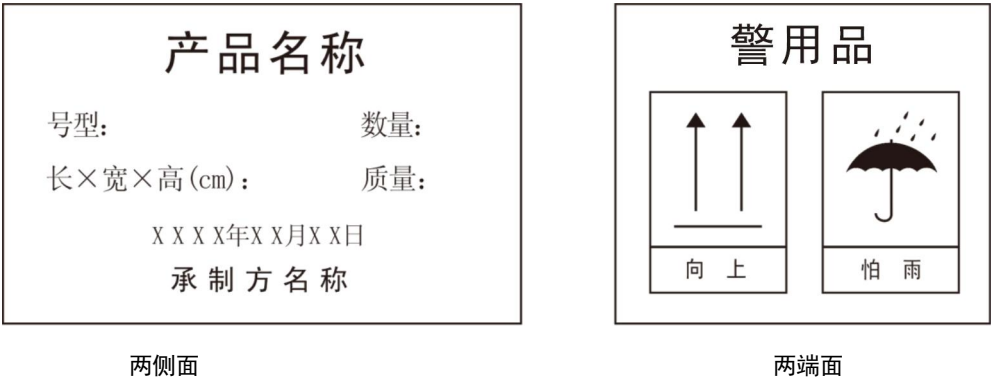 产品名称
号型：
数量：
长×宽×高(cm)：
质量：
XXXX年XX月XX日
承制方名称
两侧面
警用品
向上
怕雨
两端面